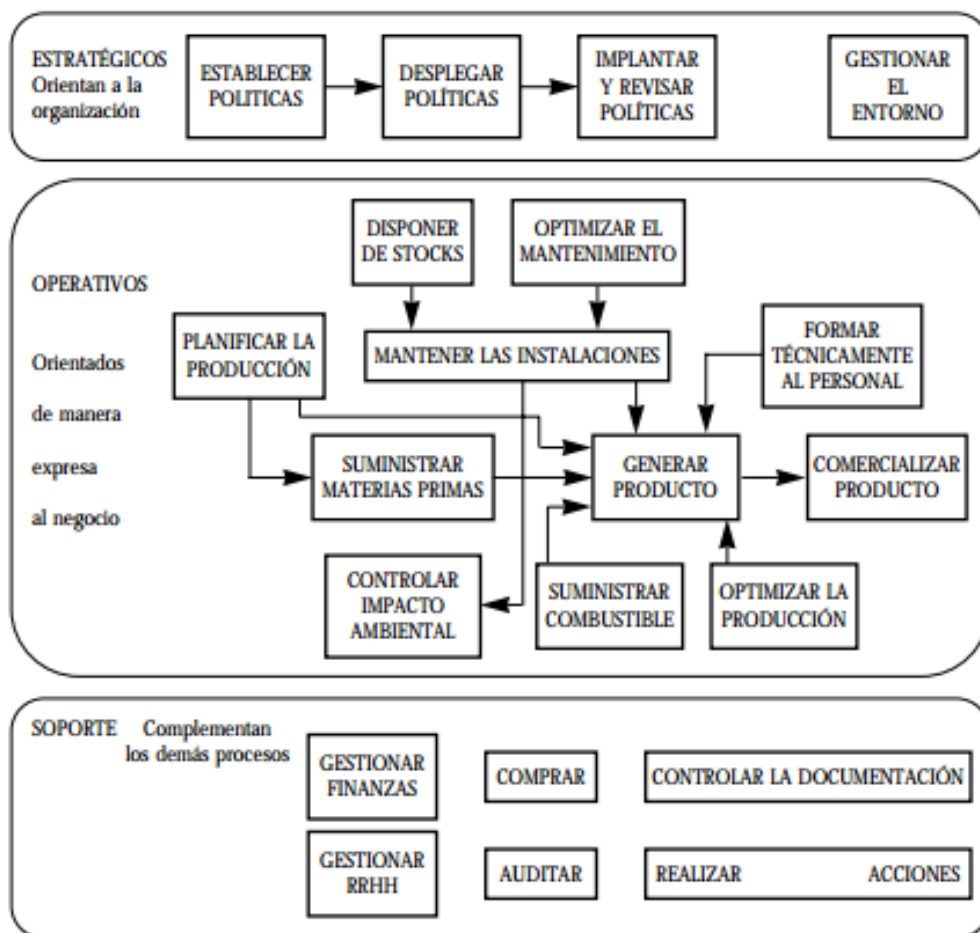 ESTRATÉGICOS
Orientan a la
organización
ESTABLECER
POLITICAS
DESPLEGAR
POLÍTICAS
IMPLANTAR
Y REVISAR
POLÍTICAS
GESTIONAR
EL
ENTORNO
OPERATIVOS
Orientados
de manera
expresa
al negocio
DISPONER
DE STOCKS
OPTIMIZAR EL
MANTENIMIENTO
PLANIFICAR LA
PRODUCCIÓN
MANTENER LAS INSTALACIONES
FORMAR
TÉCNICAMENTE
AL PERSONAL
SUMINISTRAR
MATERIAS PRIMAS
GENERAR
PRODUCTO
COMERCIALIZAR
PRODUCTO
CONTROLAR
IMPACTO
AMBIENTAL
SUMINISTRAR
COMBUSTIBLE
OPTIMIZAR LA
PRODUCCIÓN
SOPORTE Complementan
los demás procesos
GESTIONAR
FINANZAS
COMPRAR
CONTROLAR LA DOCUMENTACIÓN
GESTIONAR
RRHH
AUDITAR
REALIZAR ACCIONES